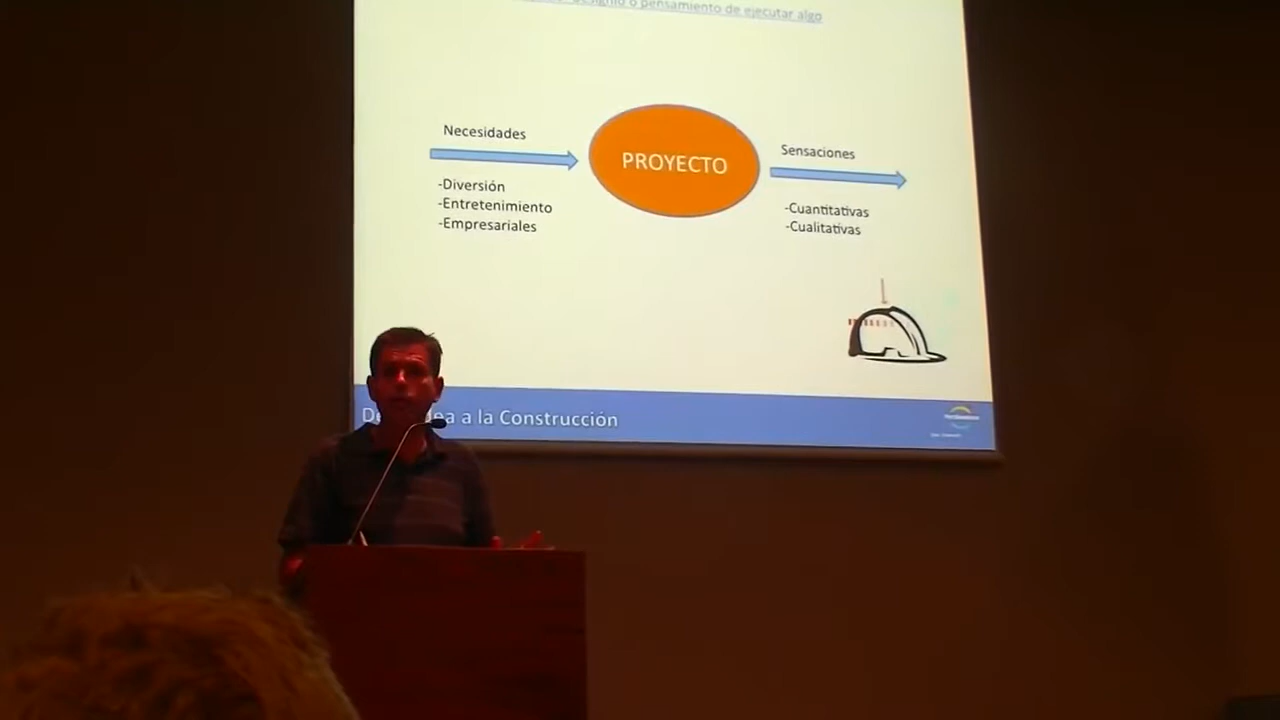 designio o pensamiento de ejecutar algo
Necesidades
-Diversión
-Entretenimiento
-Empresariales
PROYECTO
Sensaciones
-Cuantitativas
-Cualitativas
a la Construcción